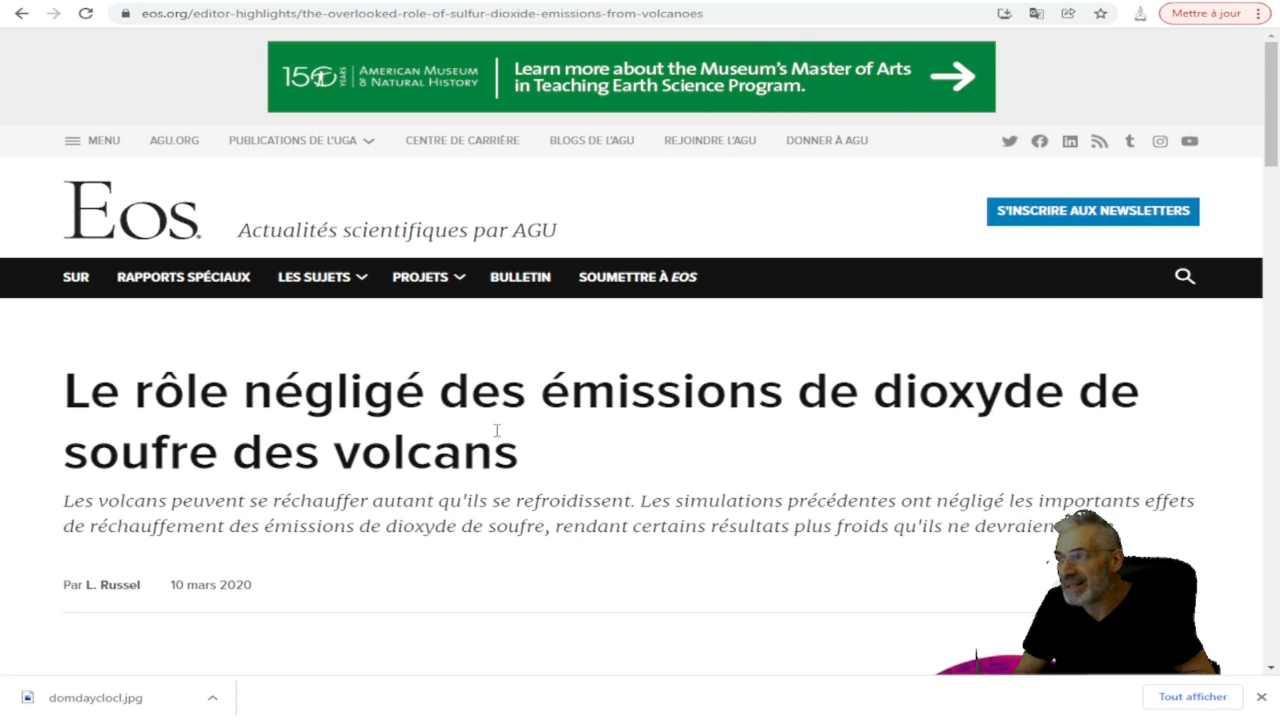 eos.org/editor-highlights/the-overlooked-role-of-sulfur-dioxide-emissions-from-volcanoes
Mettre à jour
150 YEARS AMERICAN MUSEUM & NATURAL HISTORY
Learn more about the Museum's Master of Arts
in Teaching Earth Science Program.
MENU AGU.ORG PUBLICATIONS DE L'UGA CENTRE DE CARRIÈRE BLOGS DE L'AGU REJOINDRE L'AGU DONNER À AGU
Eos. Actualités scientifiques par AGU
S'INSCRIRE AUX NEWSLETTERS
SUR RAPPORTS SPÉCIAUX LES SUJETS PROJETS BULLETIN SOUMETTRE À EOS
Le rôle négligé des émissions de dioxyde de
soufre des volcans
Les volcans peuvent se réchauffer autant qu'ils se refroidissent. Les simulations précédentes ont négligé les importants effets
de réchauffement des émissions de dioxyde de soufre, rendant certains résultats plus froids qu'ils ne
Par L. Russel 10 mars 2020
domdayclocl.jpg
Tout afficher